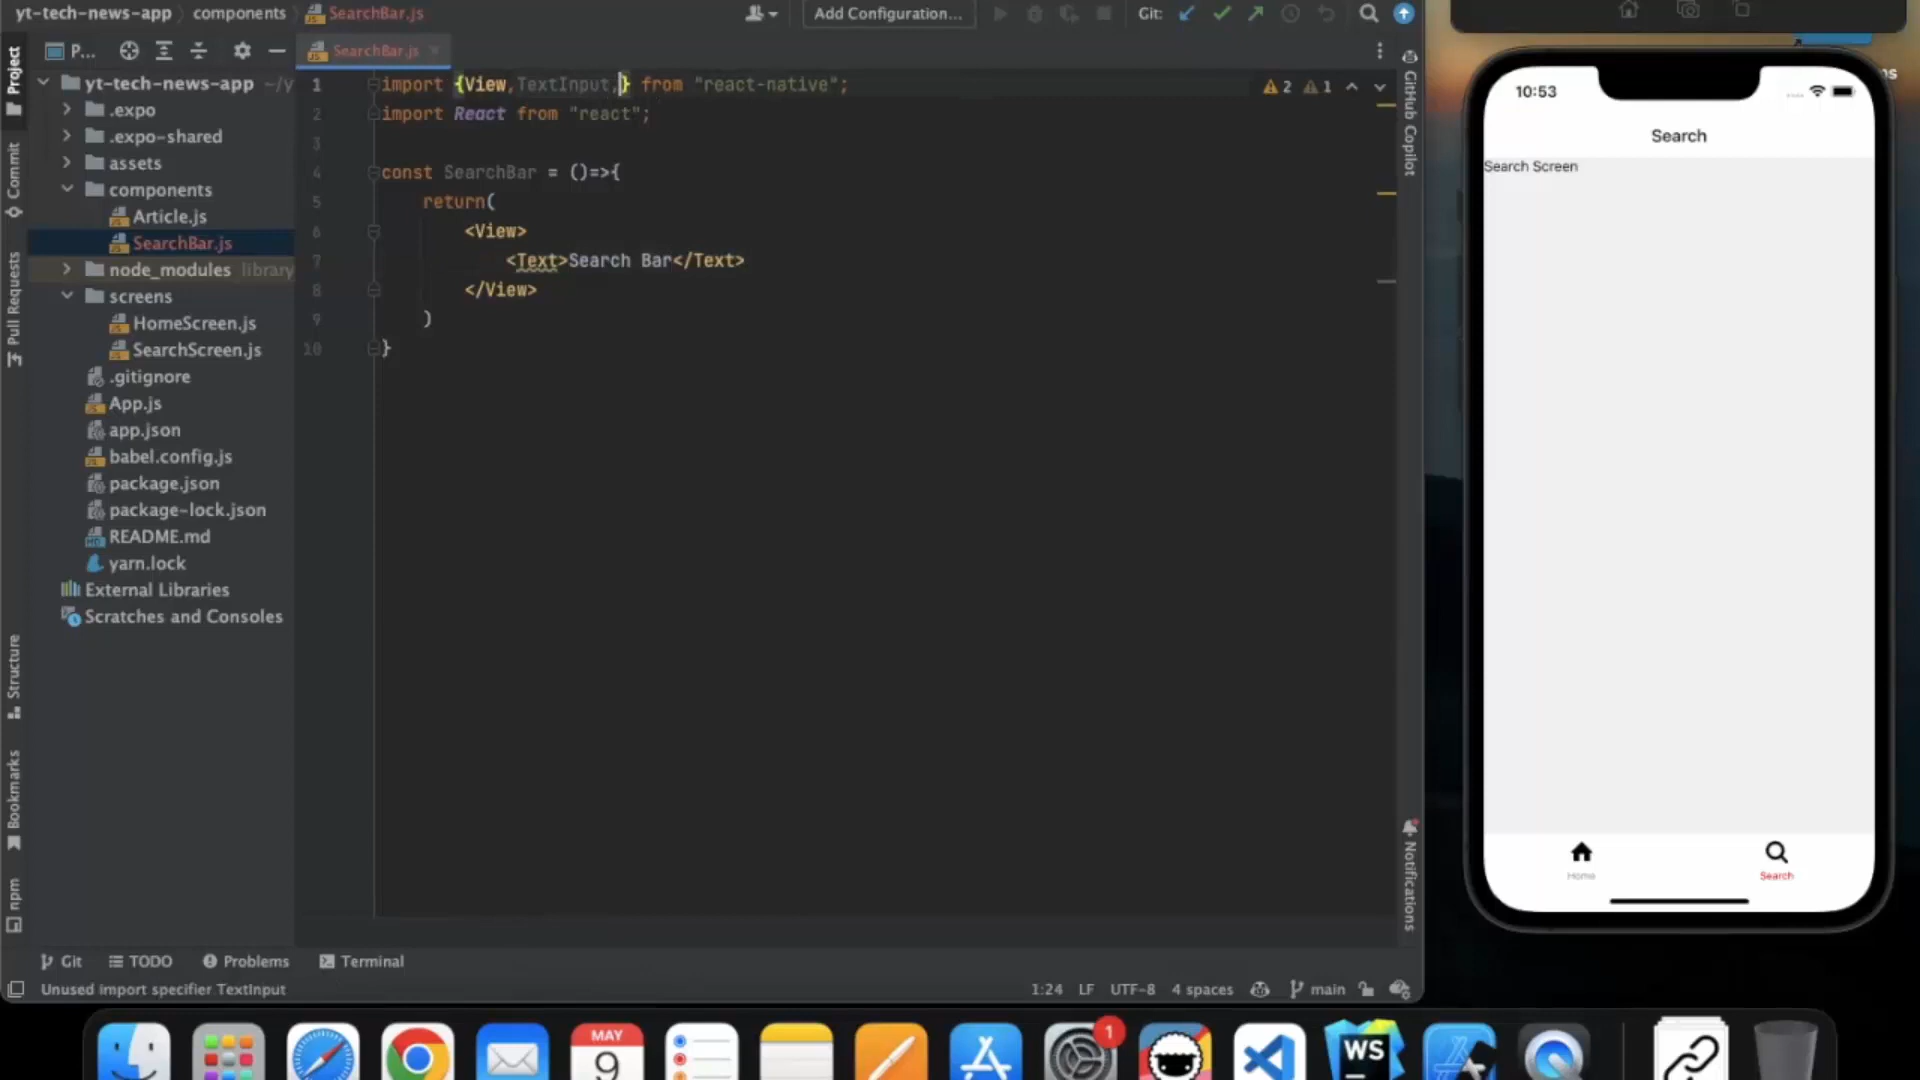 yt-tech-news-app
components
SearchBar.js
Add Configuration...
Git:
P...
SearchBar.js
Project
Commit
Pull Requests
Structure
Bookmarks
npm
yt-tech-news-app ~/y
.expo
.expo-shared
assets
components
Article.js
SearchBar.js
node_modules library
screens
HomeScreen.js
SearchScreen.js
.gitignore
App.js
app.json
babel.config.js
package.json
package-lock.json
README.md
yarn.lock
External Libraries
Scratches and Consoles
1 import {View,TextInput,} from "react-native";
2 import React from "react";
3
4 const SearchBar = ()=>{
5 return(
6 <View>
7 <Text>Search Bar</Text>
8 </View>
9 )
10 }
2 1
GitHub Copilot
Notifications
Git
TODO
Problems
Terminal
Unused import specifier TextInput
1:24 LF UTF-8 4 spaces main
10:53
Search
Search Screen
Home
Search
ns
MAY
9
1
WS